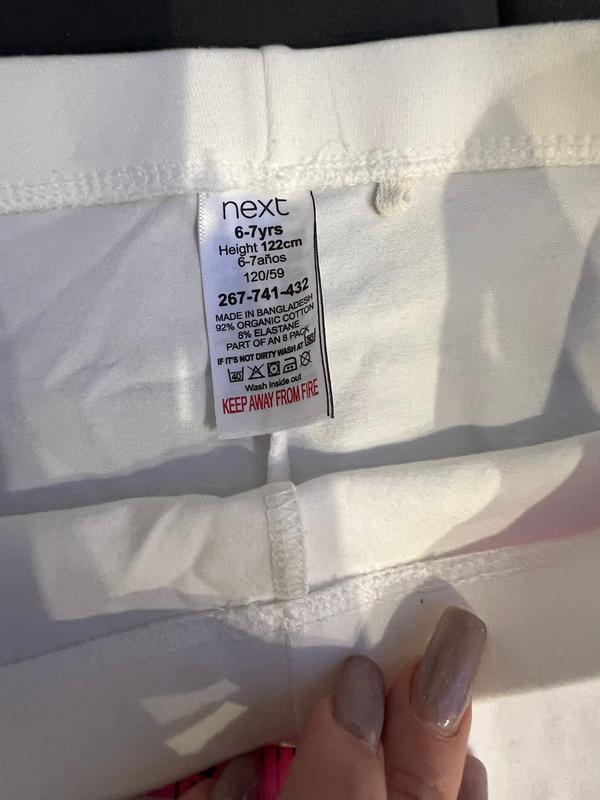 next
6-7yrs
Height 122cm
6-7años
120/59
267-741-432
MADE IN BANGLADESH
92% ORGANIC COTTON
8% ELASTANE
PART OF AN 8 PACK
IF IT'S NOT DIRTY WASH AT 30
40
Wash inside out
KEEP AWAY FROM FIRE